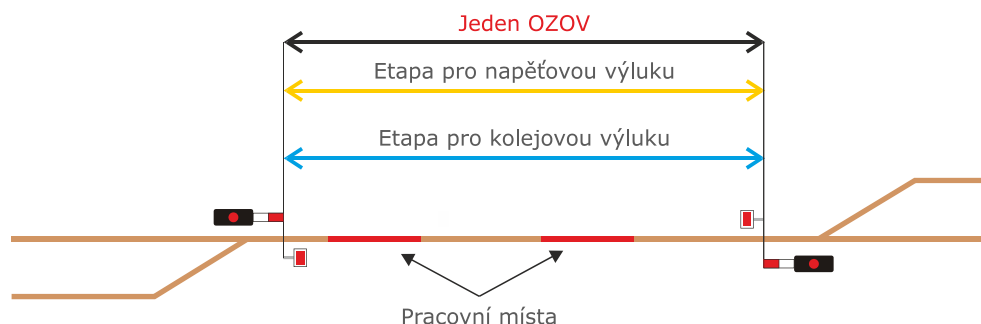 Jeden OZOV
Etapa pro napěťovou výluku
Etapa pro kolejovou výluku
Pracovní místa